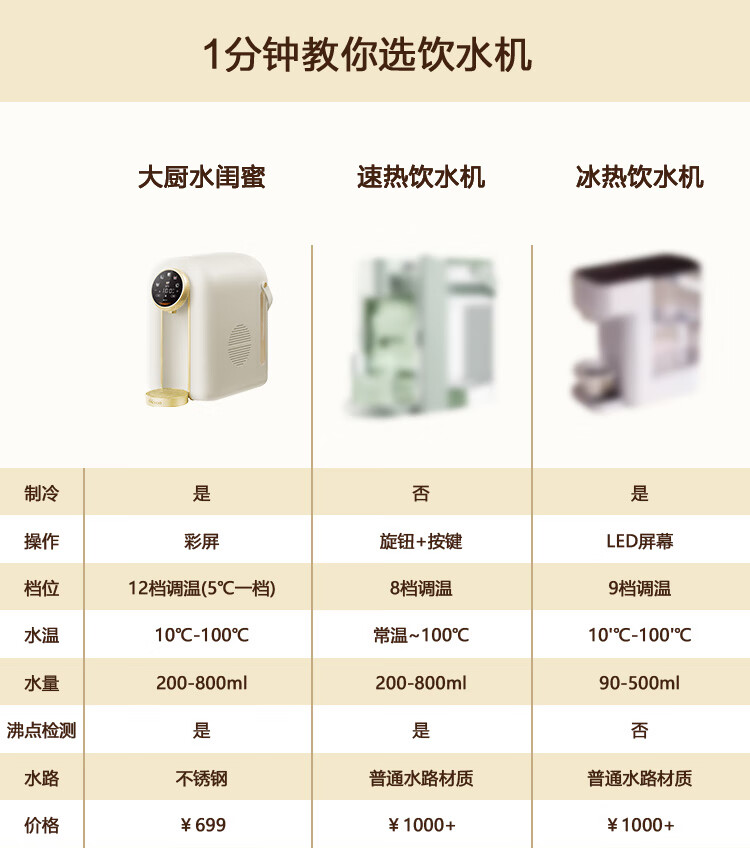 1分钟教你选饮水机
大厨水闺蜜 速热饮水机 冰热饮水机
制冷 是 否 是
操作 彩屏 旋钮+按键 LED屏幕
档位 12档调温(5℃一档) 8档调温 9档调温
水温 10℃-100℃ 常温~100℃ 10'℃-100'℃
水量 200-800ml 200-800ml 90-500ml
沸点检测 是 是 否
水路 不锈钢 普通水路材质 普通水路材质
价格 ￥699 ￥1000+ ￥1000+